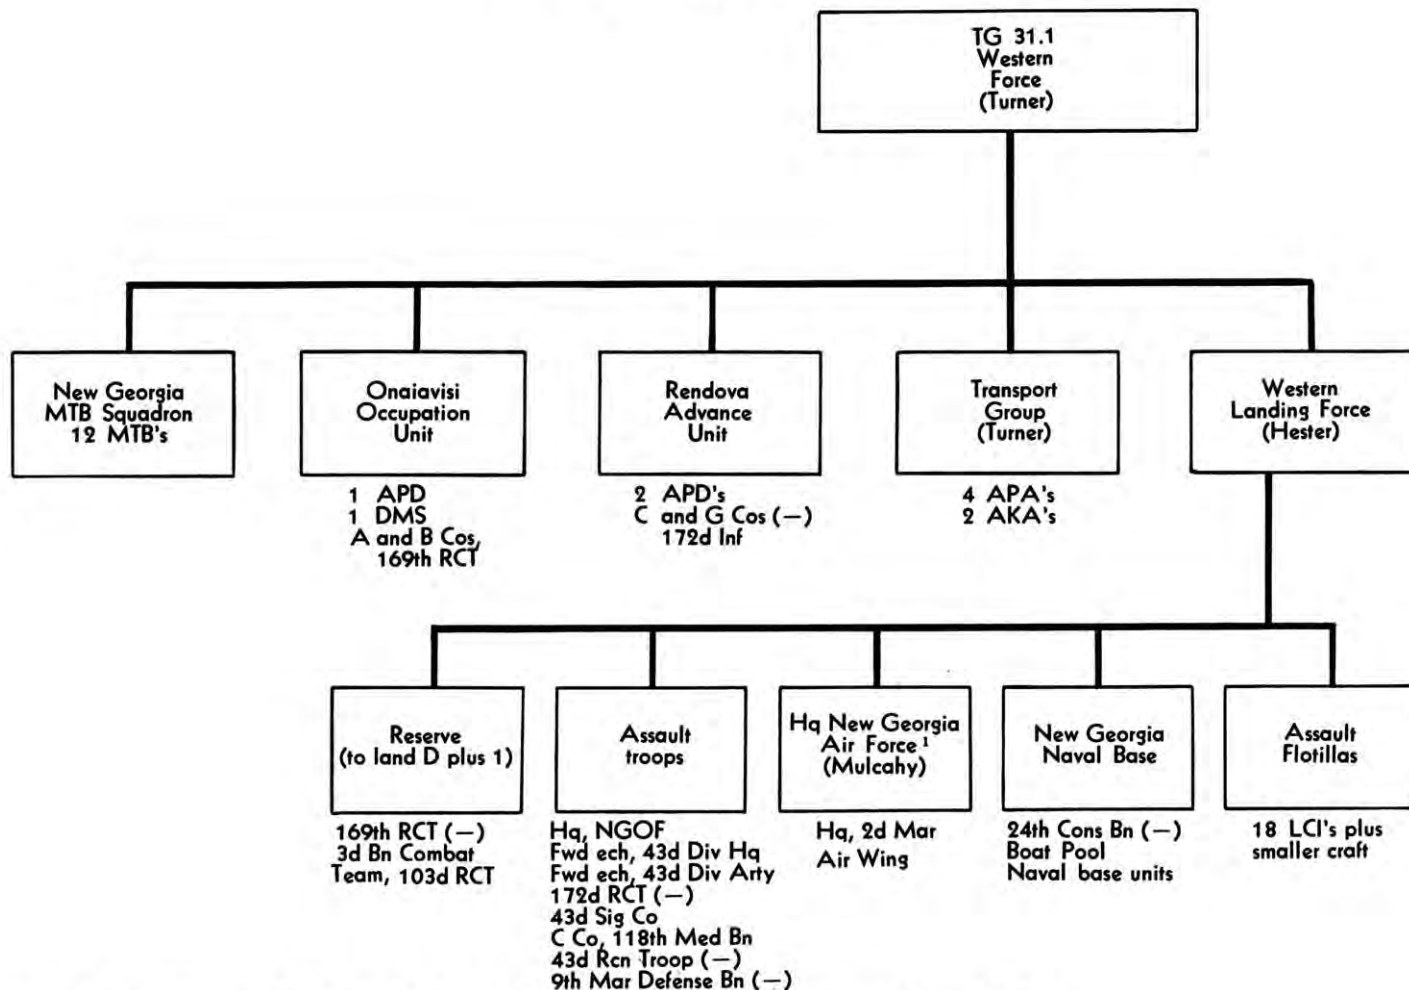 TG 31.1
Western
Force
(Turner)
New Georgia
MTB Squadron
12 MTB's
Onaiavisi
Occupation
Unit
1 APD
1 DMS
A and B Cos,
169th RCT
Rendova
Advance
Unit
2 APD's
C and G Cos (—)
172d Inf
Transport
Group
(Turner)
4 APA's
2 AKA's
Western
Landing Force
(Hester)
Reserve
(to land D plus 1)
169th RCT (—)
3d Bn Combat
Team, 103d RCT
Assault
troops
Hq, NGOF
Fwd ech, 43d Div Hq
Fwd ech, 43d Div Arty
172d RCT (—)
43d Sig Co
C Co, 118th Med Bn
43d Rcn Troop (—)
9th Mar Defense Bn (—)
Hq New Georgia
Air Force ¹
(Mulcahy)
Hq, 2d Mar
Air Wing
New Georgia
Naval Base
24th Cons Bn (—)
Boat Pool
Naval base units
Assault
Flotillas
18 LCI's plus
smaller craft